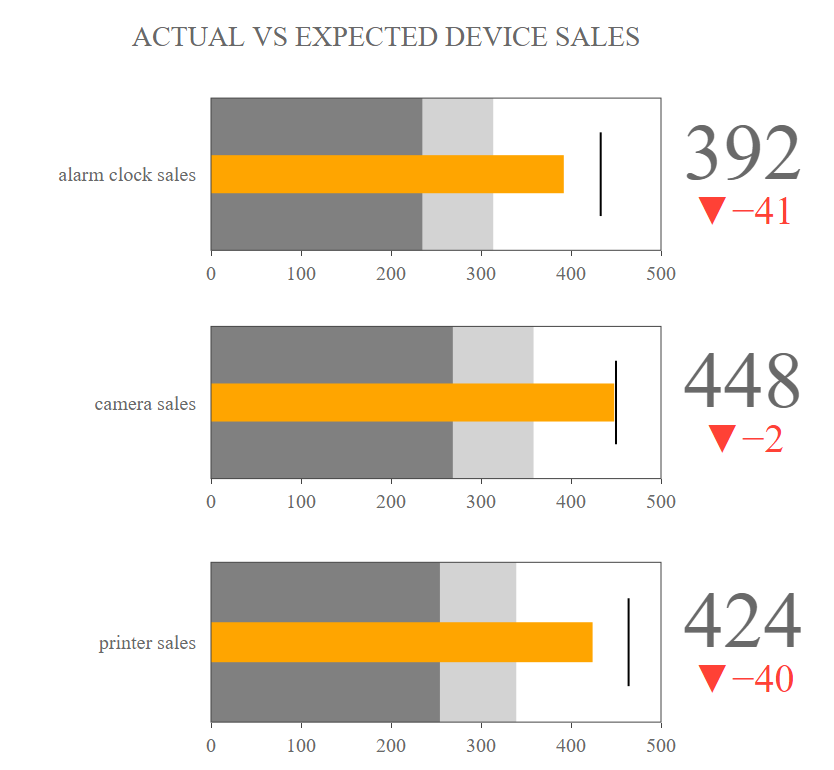 ACTUAL VS EXPECTED DEVICE SALES
alarm clock sales
392
▼−41
0 100 200 300 400 500
camera sales
448
▼−2
0 100 200 300 400 500
printer sales
424
▼−40
0 100 200 300 400 500